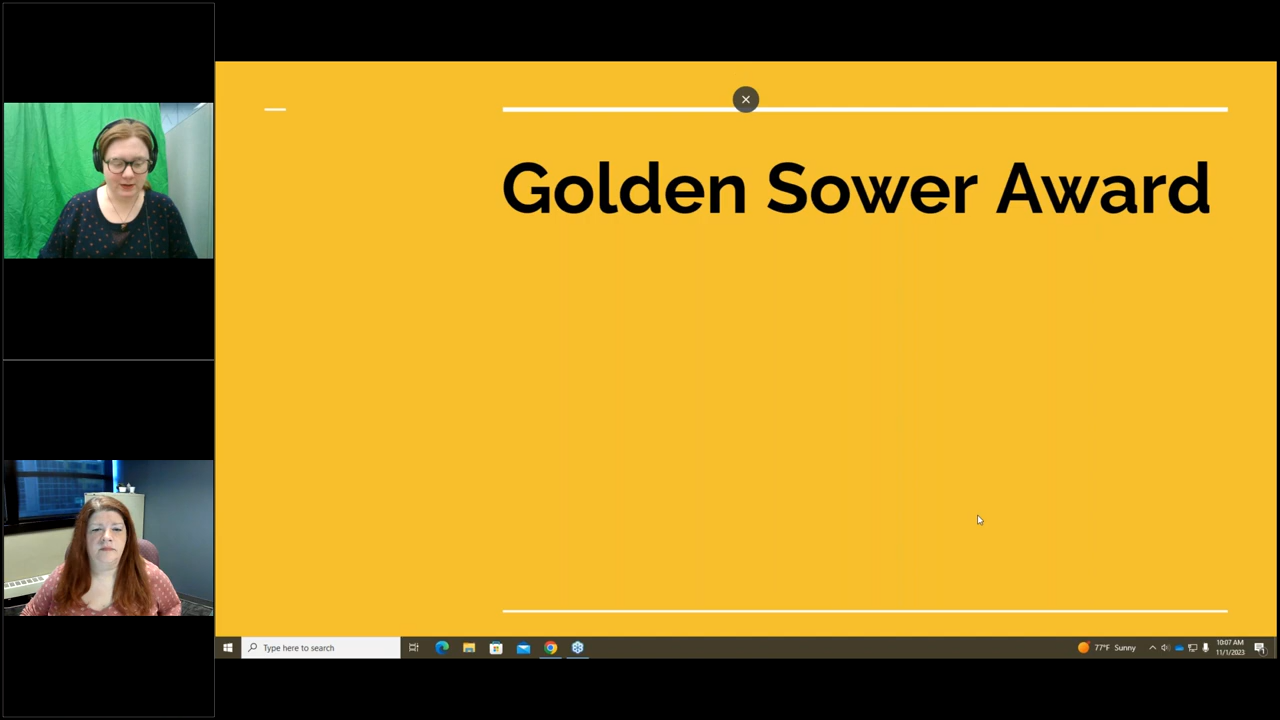 Golden Sower Award
Type here to search
77°F Sunny
10:07 AM
11/1/2023